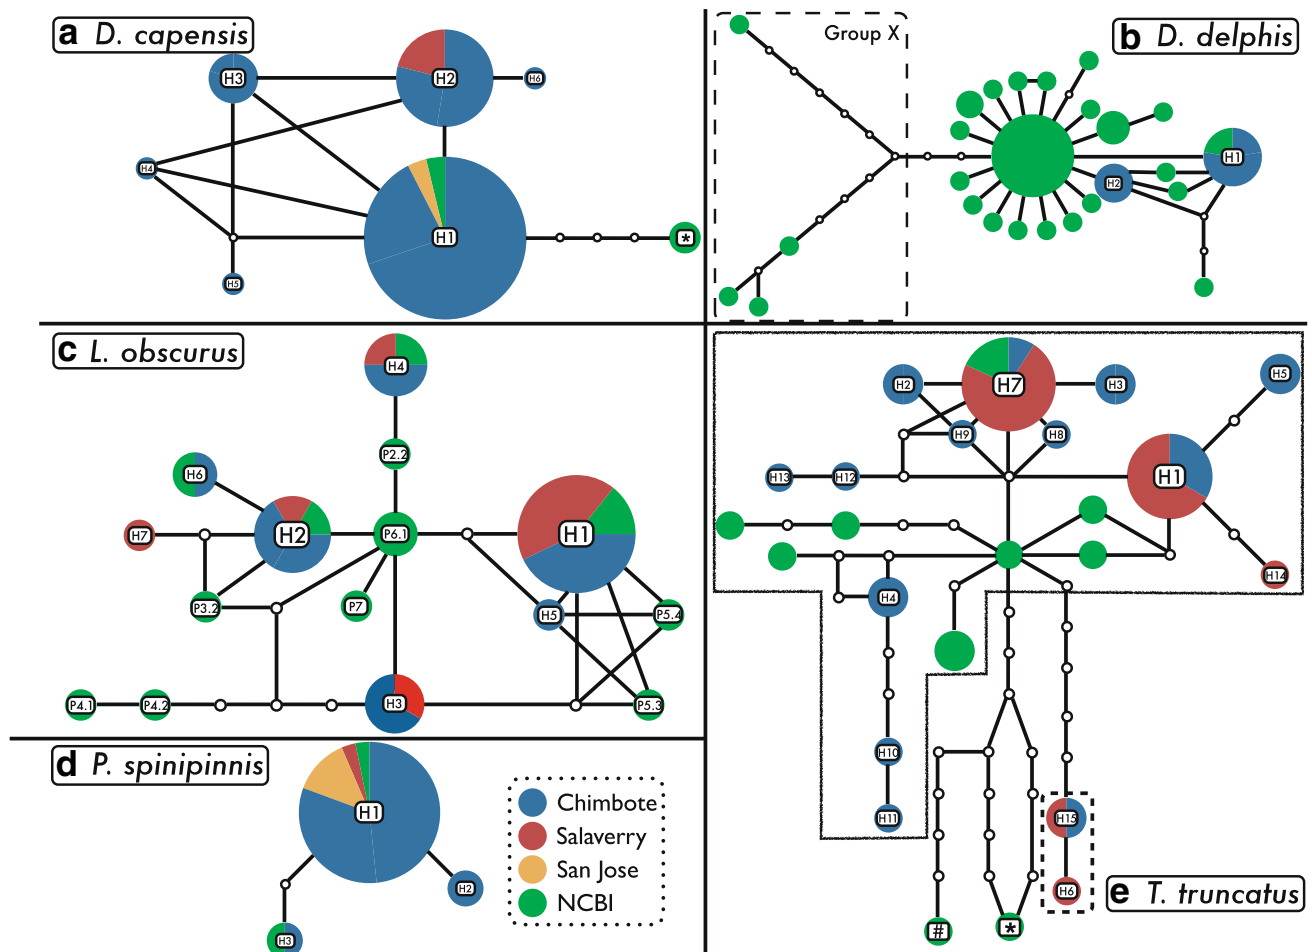 a D. capensis
H3
H2
H6
H4
H1
*
H5
Group X
b D. delphis
H1
H2
c L. obscurus
H4
P2.2
H6
H7
H2
P6.1
H1
P3.2
P7
H5
P5.4
P4.1
P4.2
H3
P5.3
d P. spinipinnis
H1
H2
H3
Chimbote
Salaverry
San Jose
NCBI
H2
H7
H3
H5
H9
H8
H13
H12
H1
H14
H4
H10
H11
H15
H6
#
*
e T. truncatus